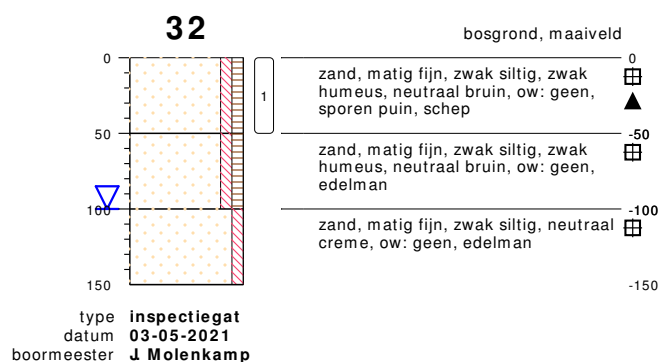 32
bosgrond, maaiveld
0
0
zand, matig fijn, zwak siltig, zwak
humeus, neutraal bruin, ow: geen,
sporen puin, schep
1
50
-50
zand, matig fijn, zwak siltig, zwak
humeus, neutraal bruin, ow: geen,
edelman
100
-100
zand, matig fijn, zwak siltig, neutraal
creme, ow: geen, edelman
150
-150
type inspectiegat
datum 03-05-2021
boormeester J. Molenkamp